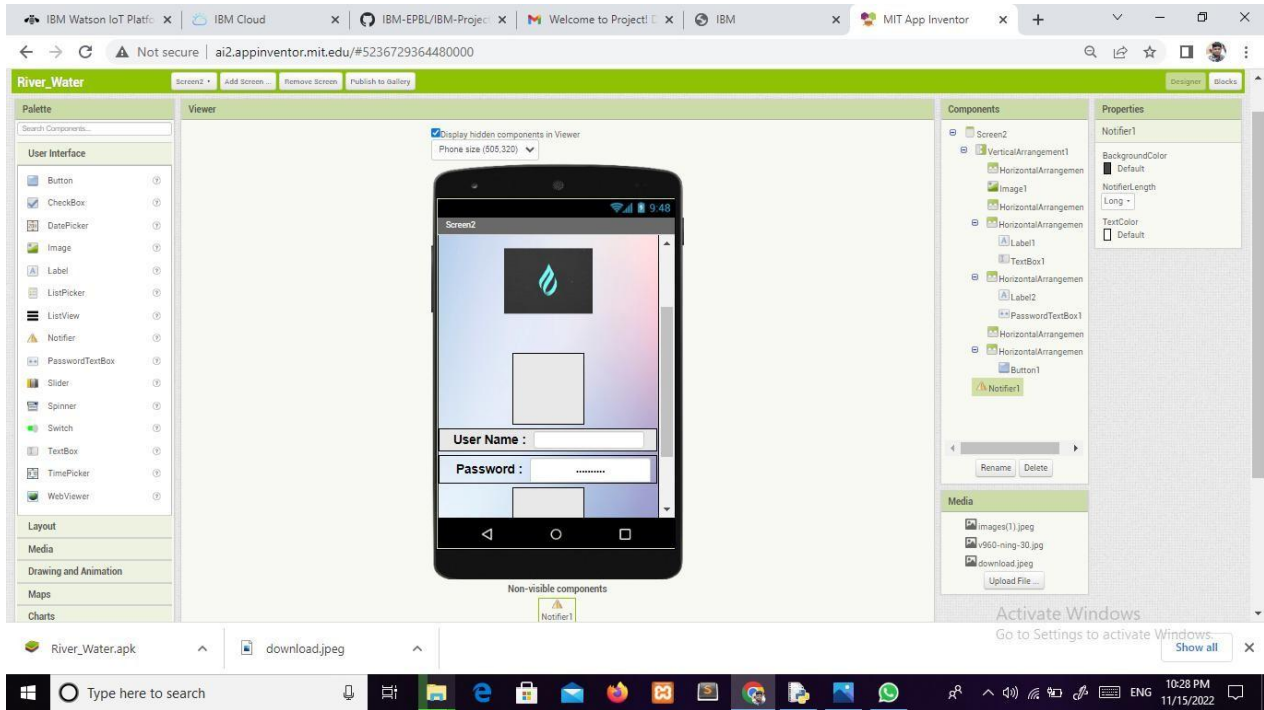 IBM Watson IoT Platfo
IBM Cloud
IBM-EPBL/IBM-Projec
Welcome to Project! I
IBM
MIT App Inventor
Not secure | ai2.appinventor.mit.edu/#5236729364480000
River_Water
Screen2
Add Screen ...
Remove Screen
Publish to Gallery
Designer
Blocks
Palette
Search Components...
User Interface
Button
CheckBox
DatePicker
Image
Label
ListPicker
ListView
Notifier
PasswordTextBox
Slider
Spinner
Switch
TextBox
TimePicker
WebViewer
Layout
Media
Drawing and Animation
Maps
Charts
Viewer
Display hidden components in Viewer
Phone size (505,320)
9:48
Screen2
User Name :
Password :
Non-visible components
Notifier1
Components
Screen2
VerticalArrangement1
HorizontalArrangemen
Image1
HorizontalArrangemen
HorizontalArrangemen
Label1
TextBox1
HorizontalArrangemen
Label2
PasswordTextBox1
HorizontalArrangemen
HorizontalArrangemen
Button1
Notifier1
Rename
Delete
Media
images(1).jpeg
v960-ning-30.jpg
download.jpeg
Upload File ...
Properties
Notifier1
BackgroundColor
Default
NotifierLength
Long
TextColor
Default
Activate Windows
Go to Settings to activate Windows.
River_Water.apk
download.jpeg
Show all
Type here to search
ENG
10:28 PM
11/15/2022